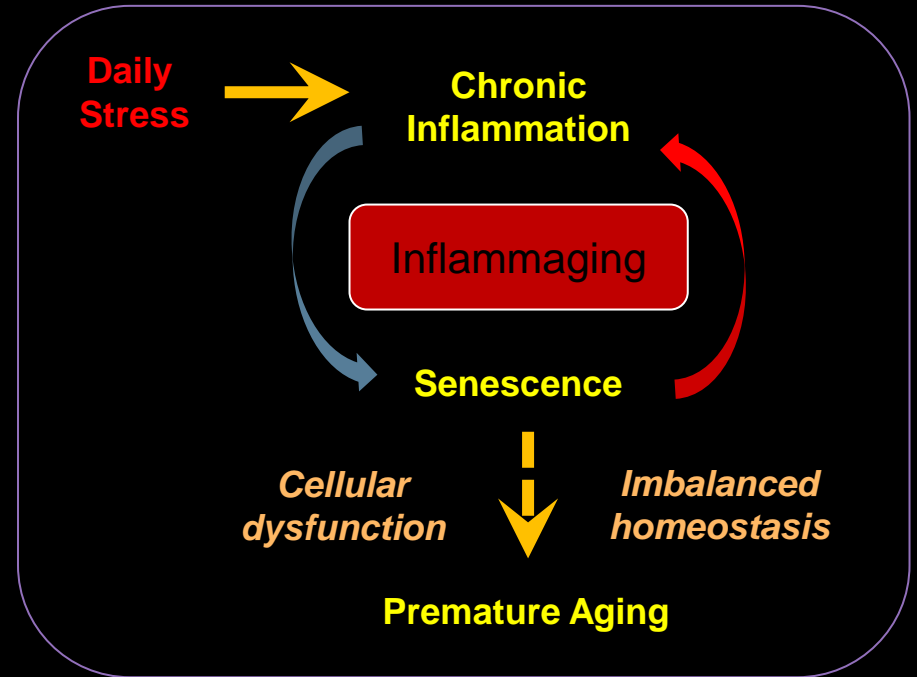 Daily
Stress
Chronic
Inflammation
Inflammaging
Senescence
Cellular
dysfunction
Imbalanced
homeostasis
Premature Aging